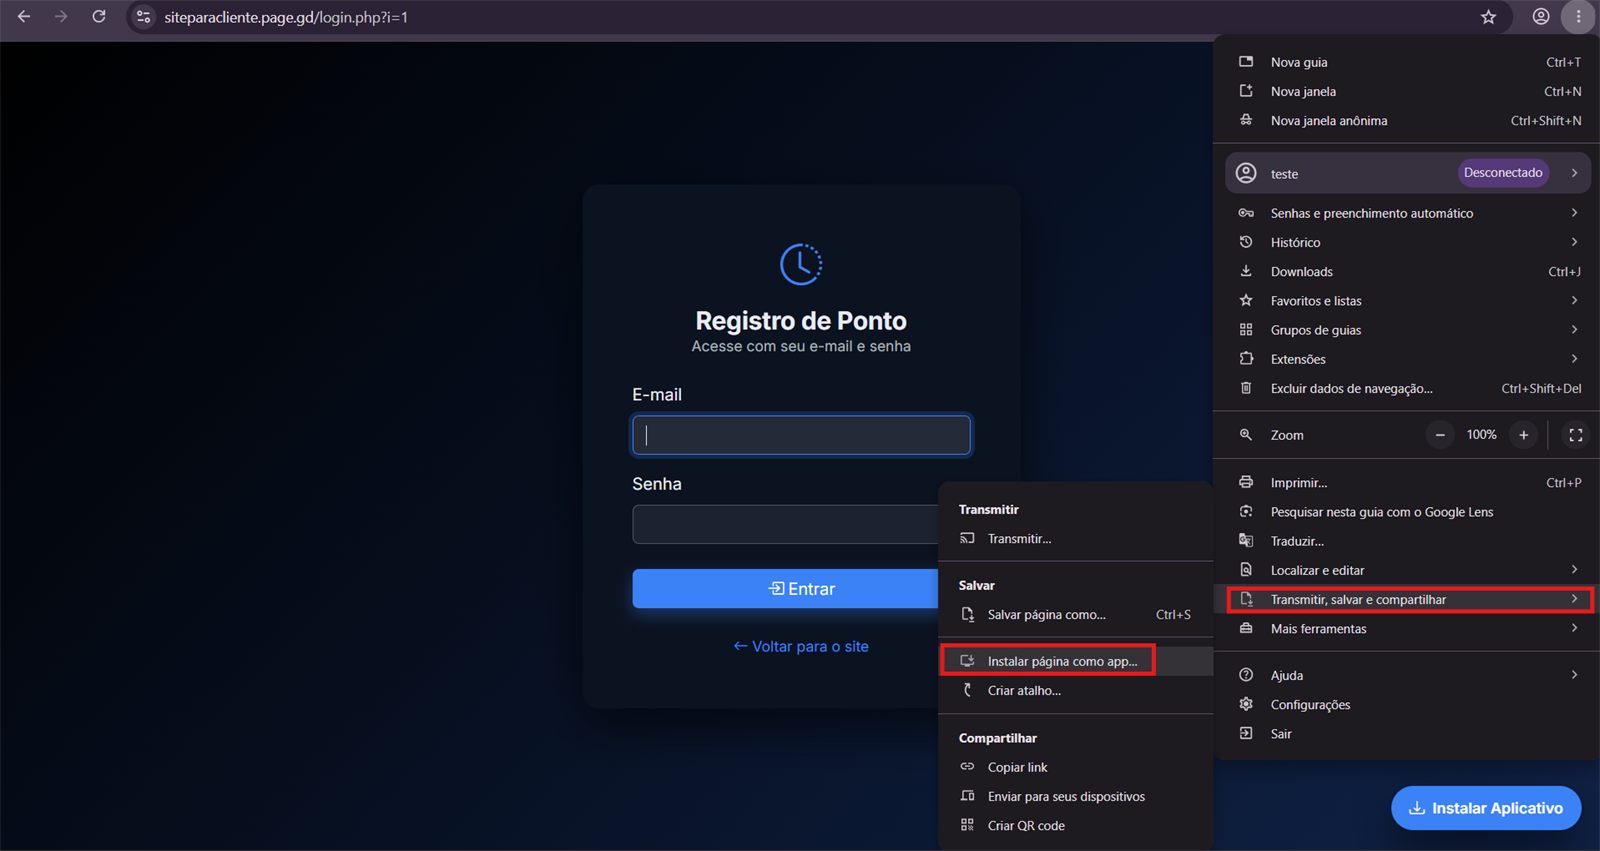 siteparacliente.page.gd/login.php?i=1
Nova guia Ctrl+T
Nova janela Ctrl+N
Nova janela anônima Ctrl+Shift+N
teste Desconectado
Senhas e preenchimento automático
Histórico
Downloads Ctrl+J
Favoritos e listas
Grupos de guias
Extensões
Excluir dados de navegação... Ctrl+Shift+Del
Zoom − 100% +
Imprimir... Ctrl+P
Pesquisar nesta guia com o Google Lens
Traduzir...
Localizar e editar
Transmitir, salvar e compartilhar
Mais ferramentas
Ajuda
Configurações
Sair
Registro de Ponto
Acesse com seu e-mail e senha
E-mail
Senha
Entrar
← Voltar para o site
Transmitir
Transmitir...
Salvar
Salvar página como... Ctrl+S
Instalar página como app...
Criar atalho...
Compartilhar
Copiar link
Enviar para seus dispositivos
Criar QR code
Instalar Aplicativo